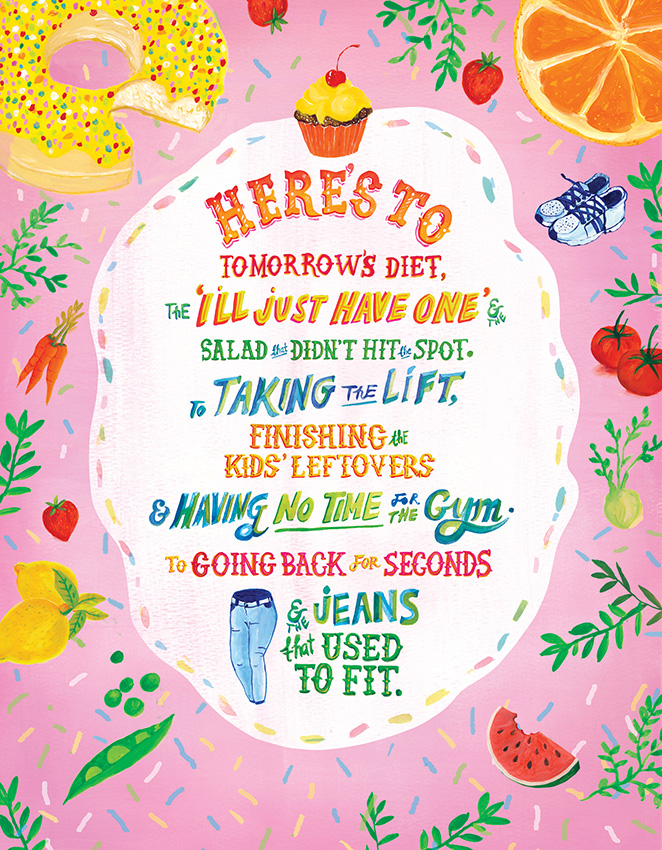 HERE'S TO
TOMORROW'S DIET,
THE 'I'LL JUST HAVE ONE' & THE
SALAD that DIDN'T HIT the SPOT.
To TAKING THE LIFT,
FINISHING the
KIDS' LEFTOVERS
& HAVING NO TIME FOR THE Gym.
TO GOING BACK FOR SECONDS
& THE JEANS
that USED
TO FIT.